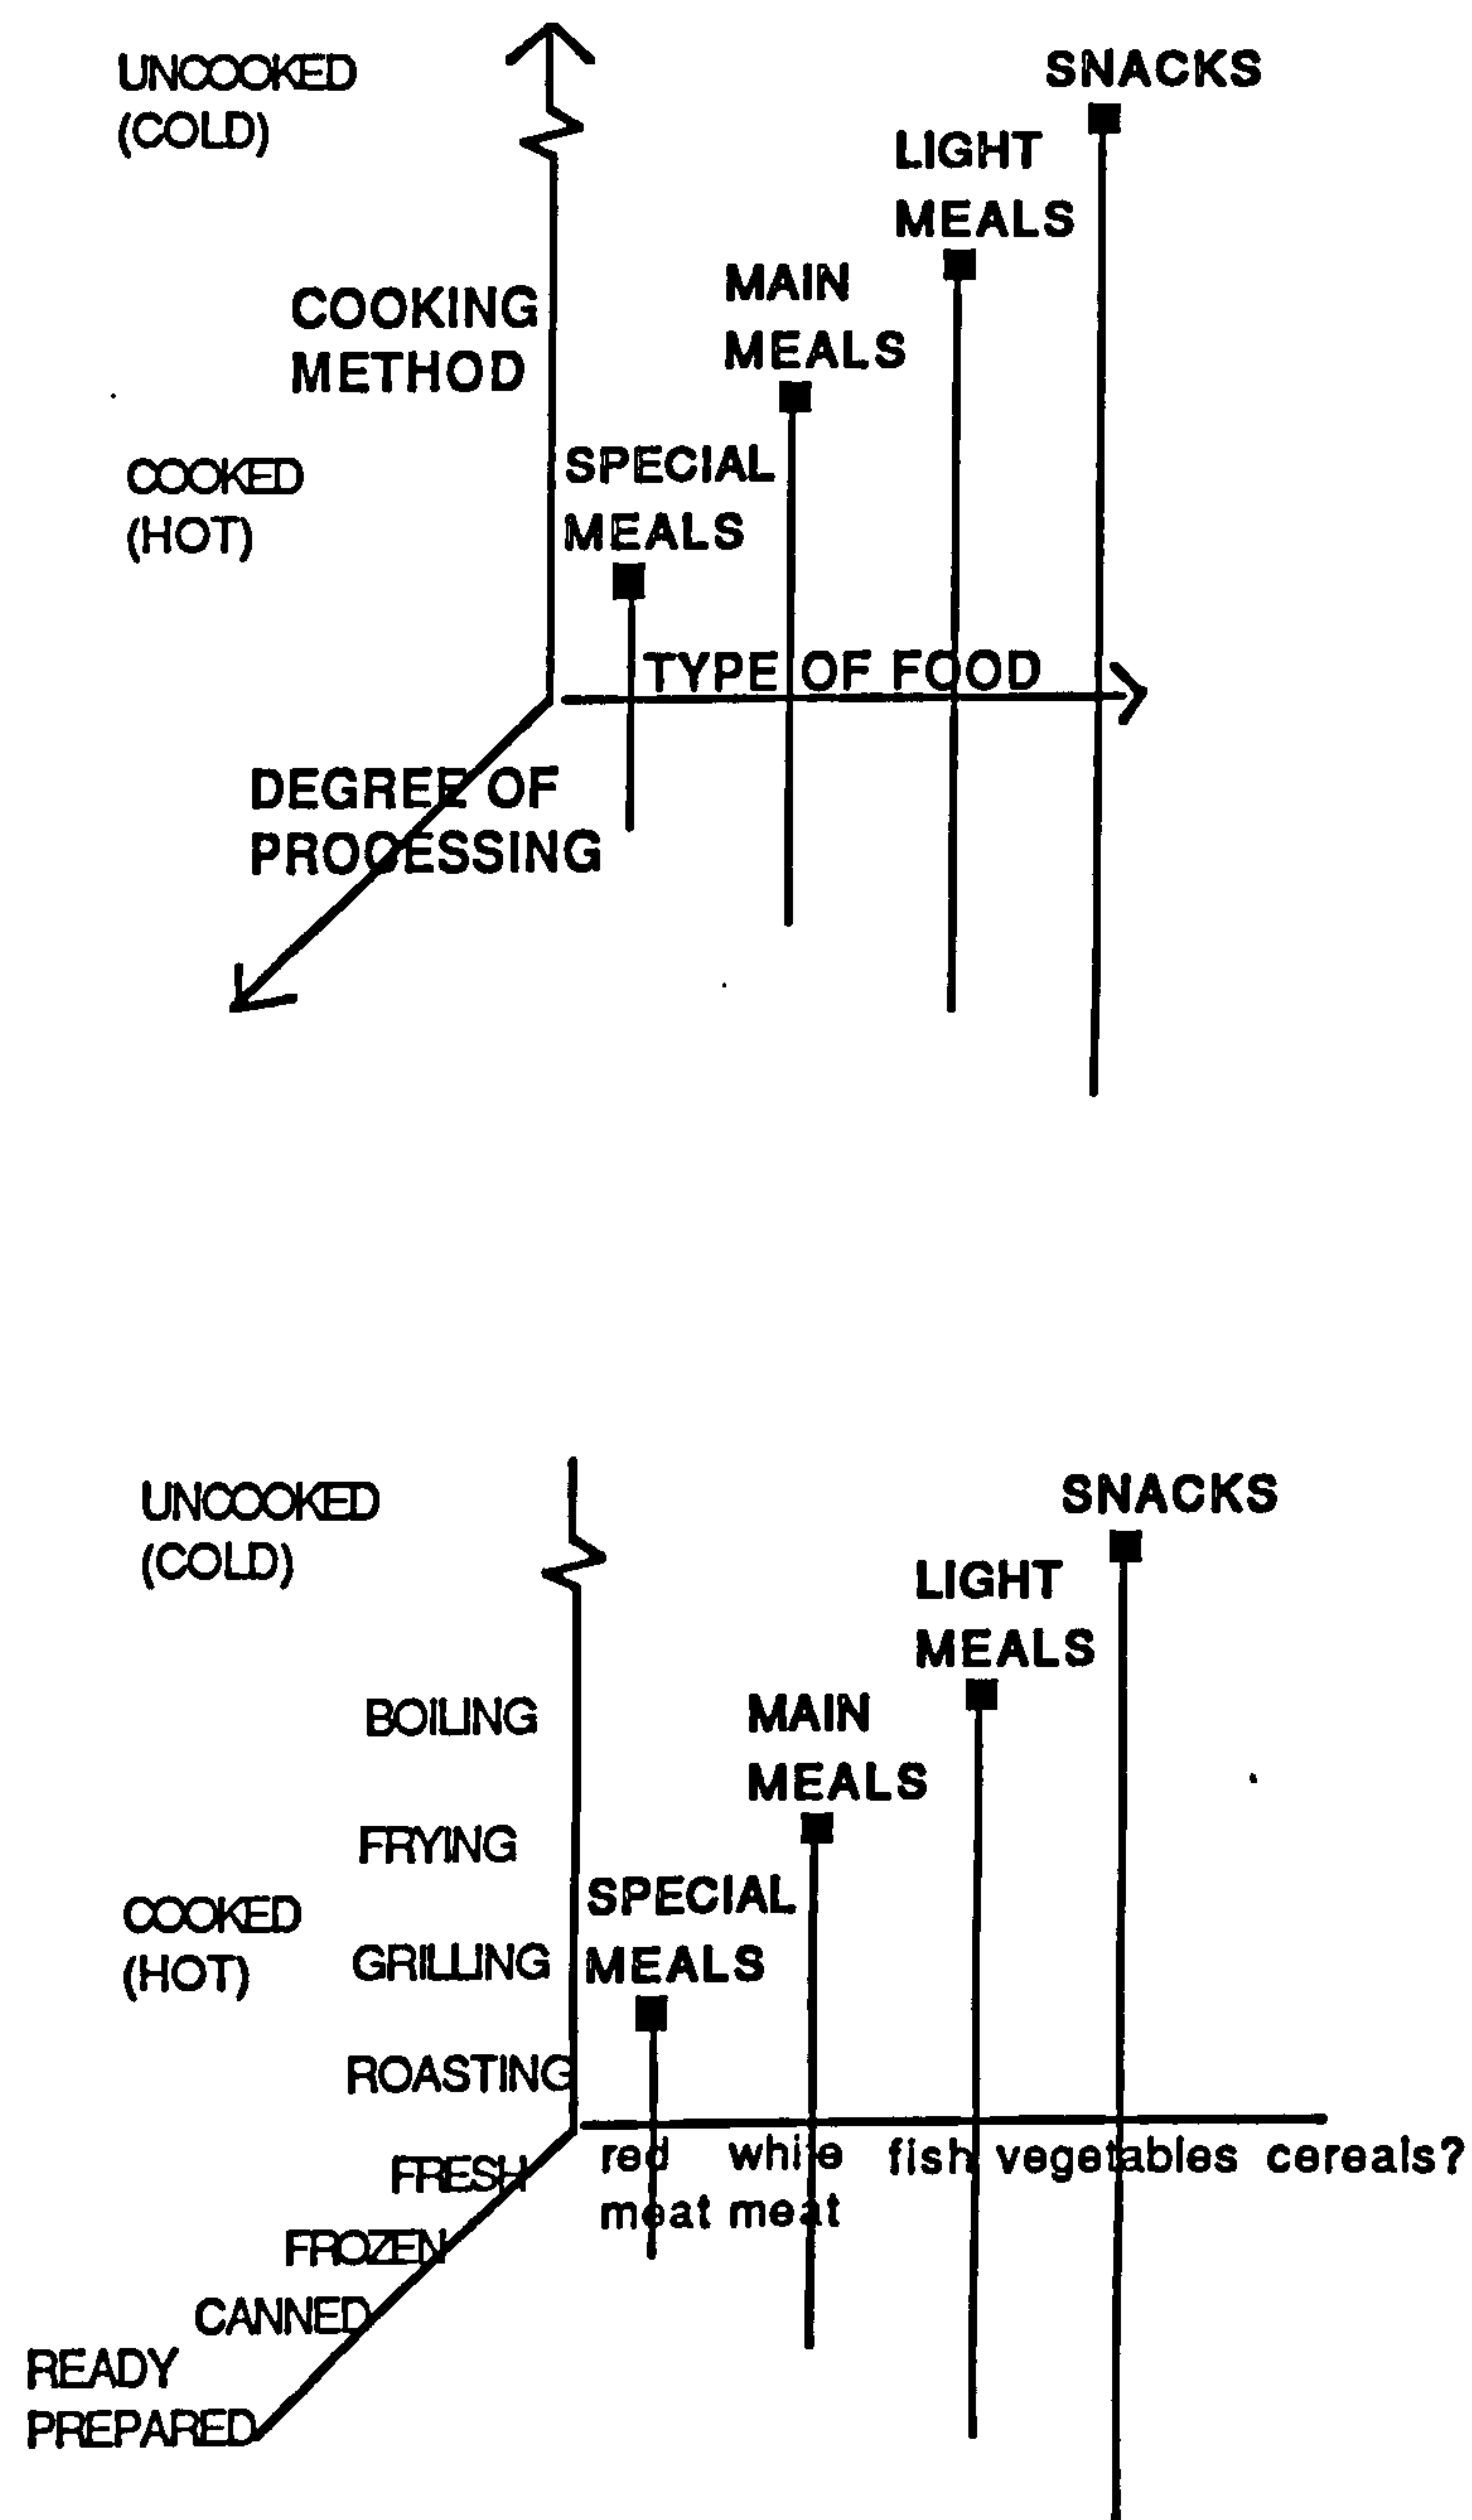 UNCOOKED
(COLD)
SNACKS
LIGHT
MEALS
MAIN
MEALS
COOKING
METHOD
SPECIAL
MEALS
COOKED
(HOT)
TYPE OF FOOD
DEGREE OF
PROCESSING
UNCOOKED
(COLD)
SNACKS
LIGHT
MEALS
BOILING
MAIN
MEALS
FRYING
SPECIAL
MEALS
COOKED
(HOT)
GRILLING
ROASTING
red white fish vegetables cereals?
meat meat
FRESH
FROZEN
CANNED
READY
PREPARED